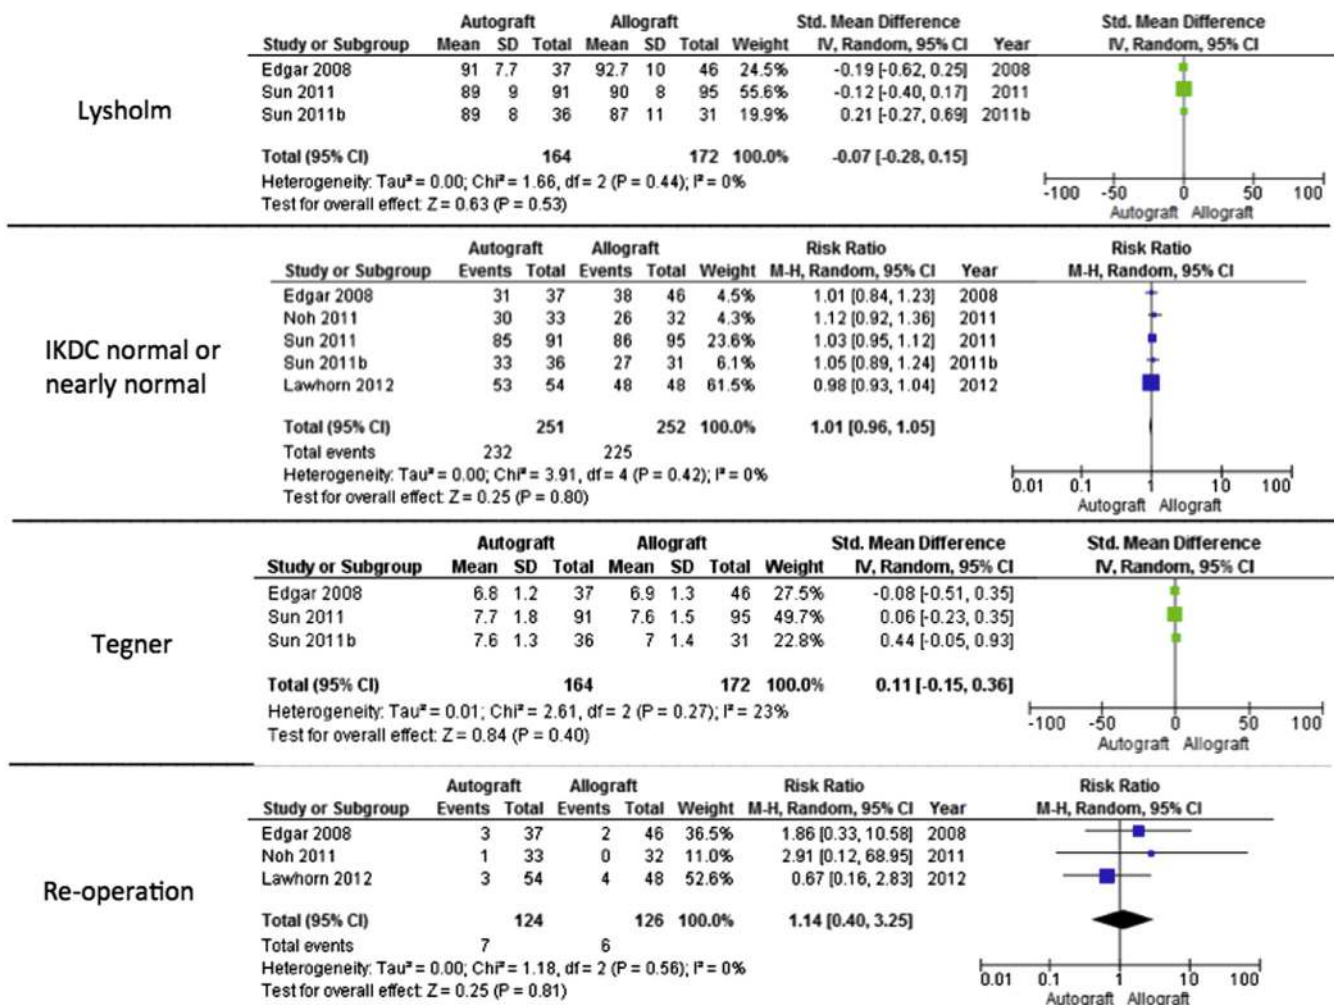 Lysholm
Autograft Allograft Std. Mean Difference Std. Mean Difference
Study or Subgroup Mean SD Total Mean SD Total Weight IV, Random, 95% CI Year IV, Random, 95% CI
Edgar 2008 91 7.7 37 92.7 10 46 24.5% -0.19 [-0.62, 0.25] 2008
Sun 2011 89 9 91 90 8 95 55.6% -0.12 [-0.40, 0.17] 2011
Sun 2011b 89 8 36 87 11 31 19.9% 0.21 [-0.27, 0.69] 2011b
Total (95% CI) 164 172 100.0% -0.07 [-0.28, 0.15]
Heterogeneity: Tau² = 0.00; Chi² = 1.66, df = 2 (P = 0.44); I² = 0%
Test for overall effect: Z = 0.63 (P = 0.53)
-100 -50 0 50 100
Autograft Allograft
IKDC normal or
nearly normal
Autograft Allograft Risk Ratio Risk Ratio
Study or Subgroup Events Total Events Total Weight M-H, Random, 95% CI Year M-H, Random, 95% CI
Edgar 2008 31 37 38 46 4.5% 1.01 [0.84, 1.23] 2008
Noh 2011 30 33 26 32 4.3% 1.12 [0.92, 1.36] 2011
Sun 2011 85 91 86 95 23.6% 1.03 [0.95, 1.12] 2011
Sun 2011b 33 36 27 31 6.1% 1.05 [0.89, 1.24] 2011b
Lawhorn 2012 53 54 48 48 61.5% 0.98 [0.93, 1.04] 2012
Total (95% CI) 251 252 100.0% 1.01 [0.96, 1.05]
Total events 232 225
Heterogeneity: Tau² = 0.00; Chi² = 3.91, df = 4 (P = 0.42); I² = 0%
Test for overall effect: Z = 0.25 (P = 0.80)
0.01 0.1 1 10 100
Autograft Allograft
Tegner
Autograft Allograft Std. Mean Difference Std. Mean Difference
Study or Subgroup Mean SD Total Mean SD Total Weight IV, Random, 95% CI IV, Random, 95% CI
Edgar 2008 6.8 1.2 37 6.9 1.3 46 27.5% -0.08 [-0.51, 0.35]
Sun 2011 7.7 1.8 91 7.6 1.5 95 49.7% 0.06 [-0.23, 0.35]
Sun 2011b 7.6 1.3 36 7 1.4 31 22.8% 0.44 [-0.05, 0.93]
Total (95% CI) 164 172 100.0% 0.11 [-0.15, 0.36]
Heterogeneity: Tau² = 0.01; Chi² = 2.61, df = 2 (P = 0.27); I² = 23%
Test for overall effect: Z = 0.84 (P = 0.40)
-100 -50 0 50 100
Autograft Allograft
Re-operation
Autograft Allograft Risk Ratio Risk Ratio
Study or Subgroup Events Total Events Total Weight M-H, Random, 95% CI Year M-H, Random, 95% CI
Edgar 2008 3 37 2 46 36.5% 1.86 [0.33, 10.58] 2008
Noh 2011 1 33 0 32 11.0% 2.91 [0.12, 68.95] 2011
Lawhorn 2012 3 54 4 48 52.6% 0.67 [0.16, 2.83] 2012
Total (95% CI) 124 126 100.0% 1.14 [0.40, 3.25]
Total events 7 6
Heterogeneity: Tau² = 0.00; Chi² = 1.18, df = 2 (P = 0.56); I² = 0%
Test for overall effect: Z = 0.25 (P = 0.81)
0.01 0.1 1 10 100
Autograft Allograft